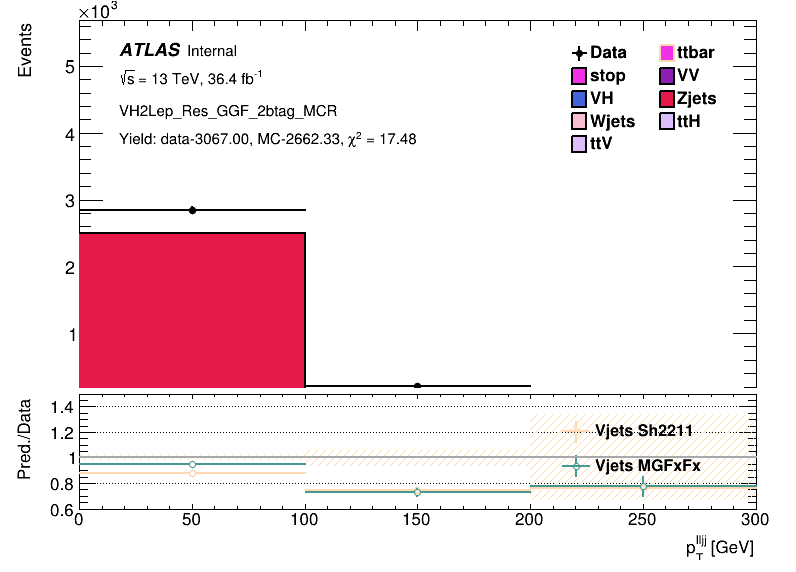 ×10³
Events
ATLAS Internal
√s = 13 TeV, 36.4 fb⁻¹
VH2Lep_Res_GGF_2btag_MCR
Yield: data-3067.00, MC-2662.33, χ² = 17.48
Data
ttbar
stop
VV
VH
Zjets
Wjets
ttH
ttV
5
4
3
2
1
Pred./Data
1.4
1.2
1
0.8
0.6
Vjets Sh2211
Vjets MGFxFx
0 50 100 150 200 250 300
p_T^lljj [GeV]